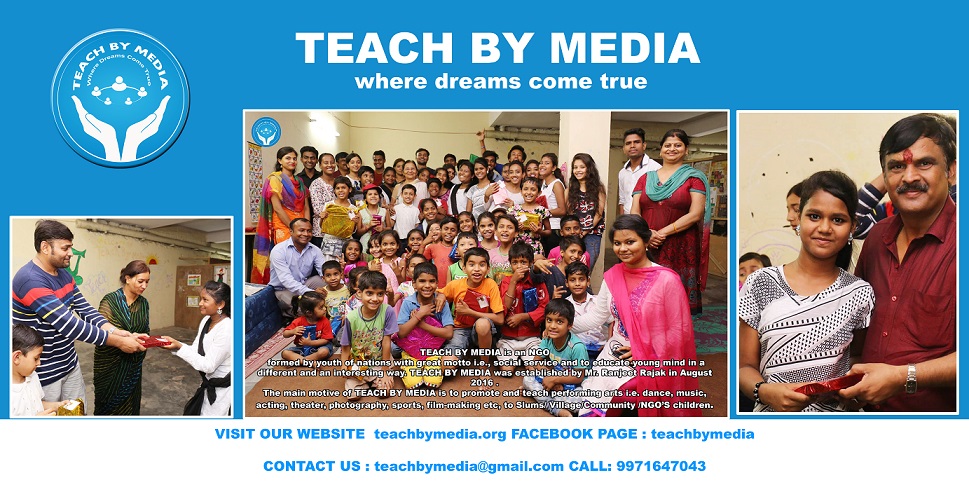 TEACH BY MEDIA
Where Dreams Come True
TEACH BY MEDIA
where dreams come true
TEACH BY MEDIA is an NGO
formed by youth of nations with great motto i.e., social service and to educate young mind in a
different and an interesting way. TEACH BY MEDIA was established by Mr. Ranjeet Rajak in August
2016 .
The main motive of TEACH BY MEDIA is to promote and teach performing arts i.e. dance, music,
acting, theater, photography, sports, film-making etc, to Slums/ Village/Community /NGO'S children.
VISIT OUR WEBSITE teachbymedia.org FACEBOOK PAGE : teachbymedia
CONTACT US : teachbymedia@gmail.com CALL: 9971647043